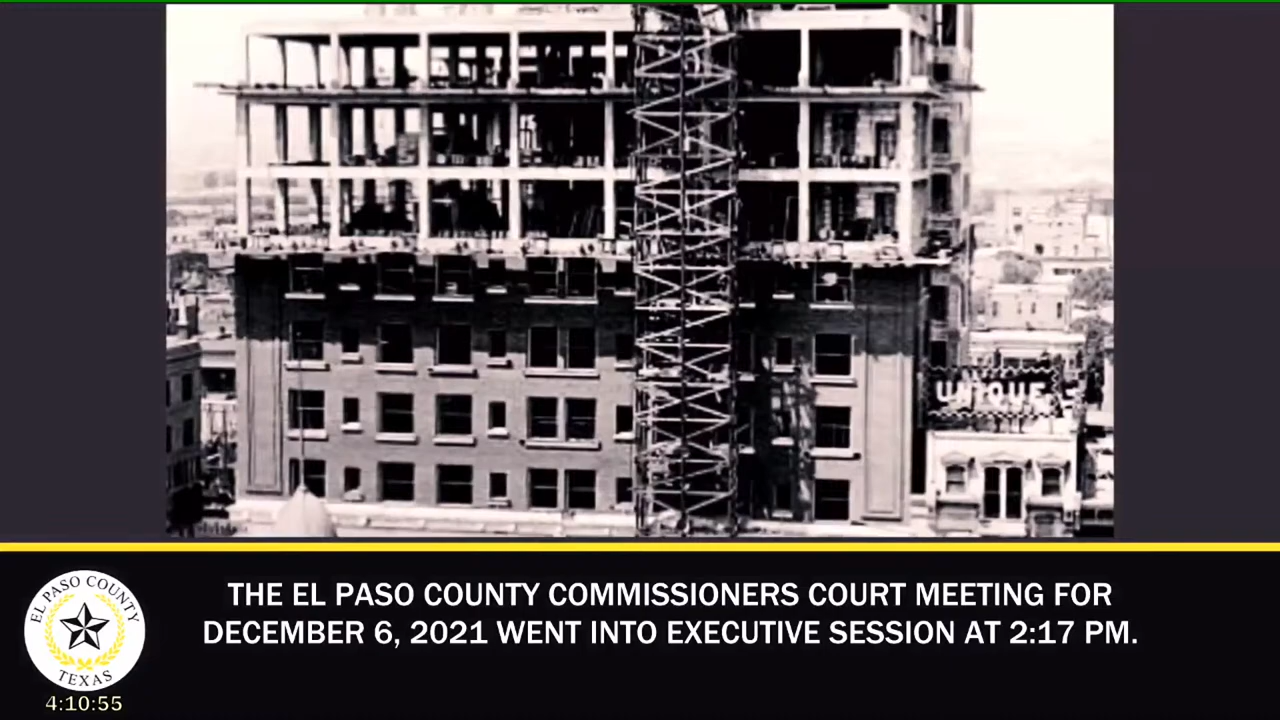 UNIQUE
THE EL PASO COUNTY COMMISSIONERS COURT MEETING FOR
DECEMBER 6, 2021 WENT INTO EXECUTIVE SESSION AT 2:17 PM.
EL PASO COUNTY
TEXAS
4:10:55